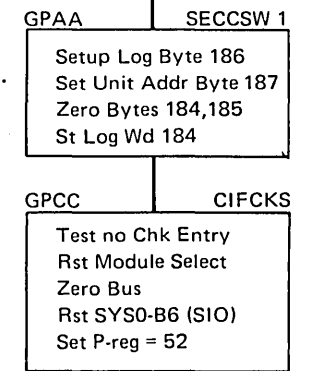 GPAA SECCSW 1
Setup Log Byte 186
Set Unit Addr Byte 187
Zero Bytes 184,185
St Log Wd 184
GPCC CIFCKS
Test no Chk Entry
Rst Module Select
Zero Bus
Rst SYS0-B6 (SIO)
Set P-reg = 52